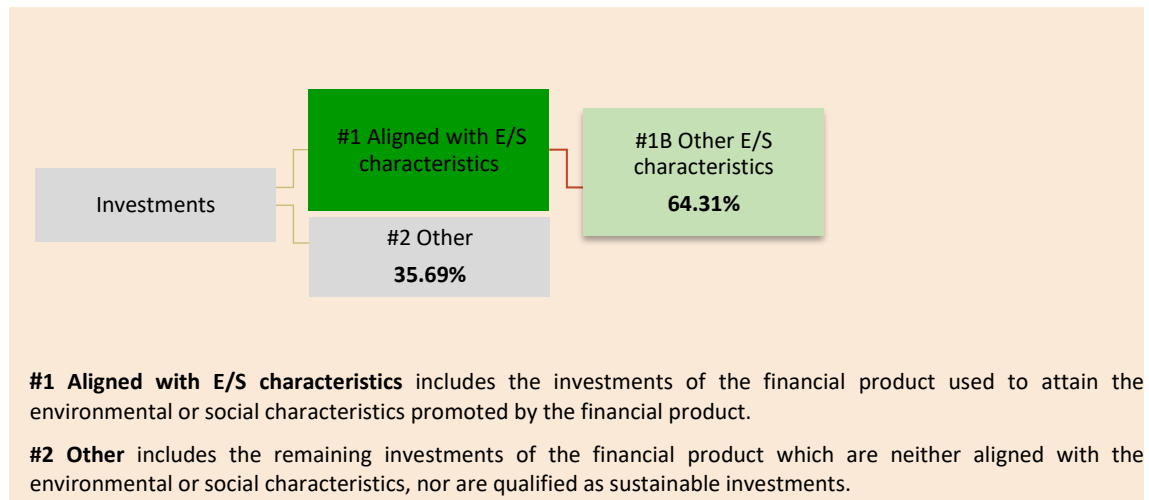 Investments
#1 Aligned with E/S
characteristics
#2 Other
35.69%
#1B Other E/S
characteristics
64.31%
#1 Aligned with E/S characteristics includes the investments of the financial product used to attain the
environmental or social characteristics promoted by the financial product.
#2 Other includes the remaining investments of the financial product which are neither aligned with the
environmental or social characteristics, nor are qualified as sustainable investments.